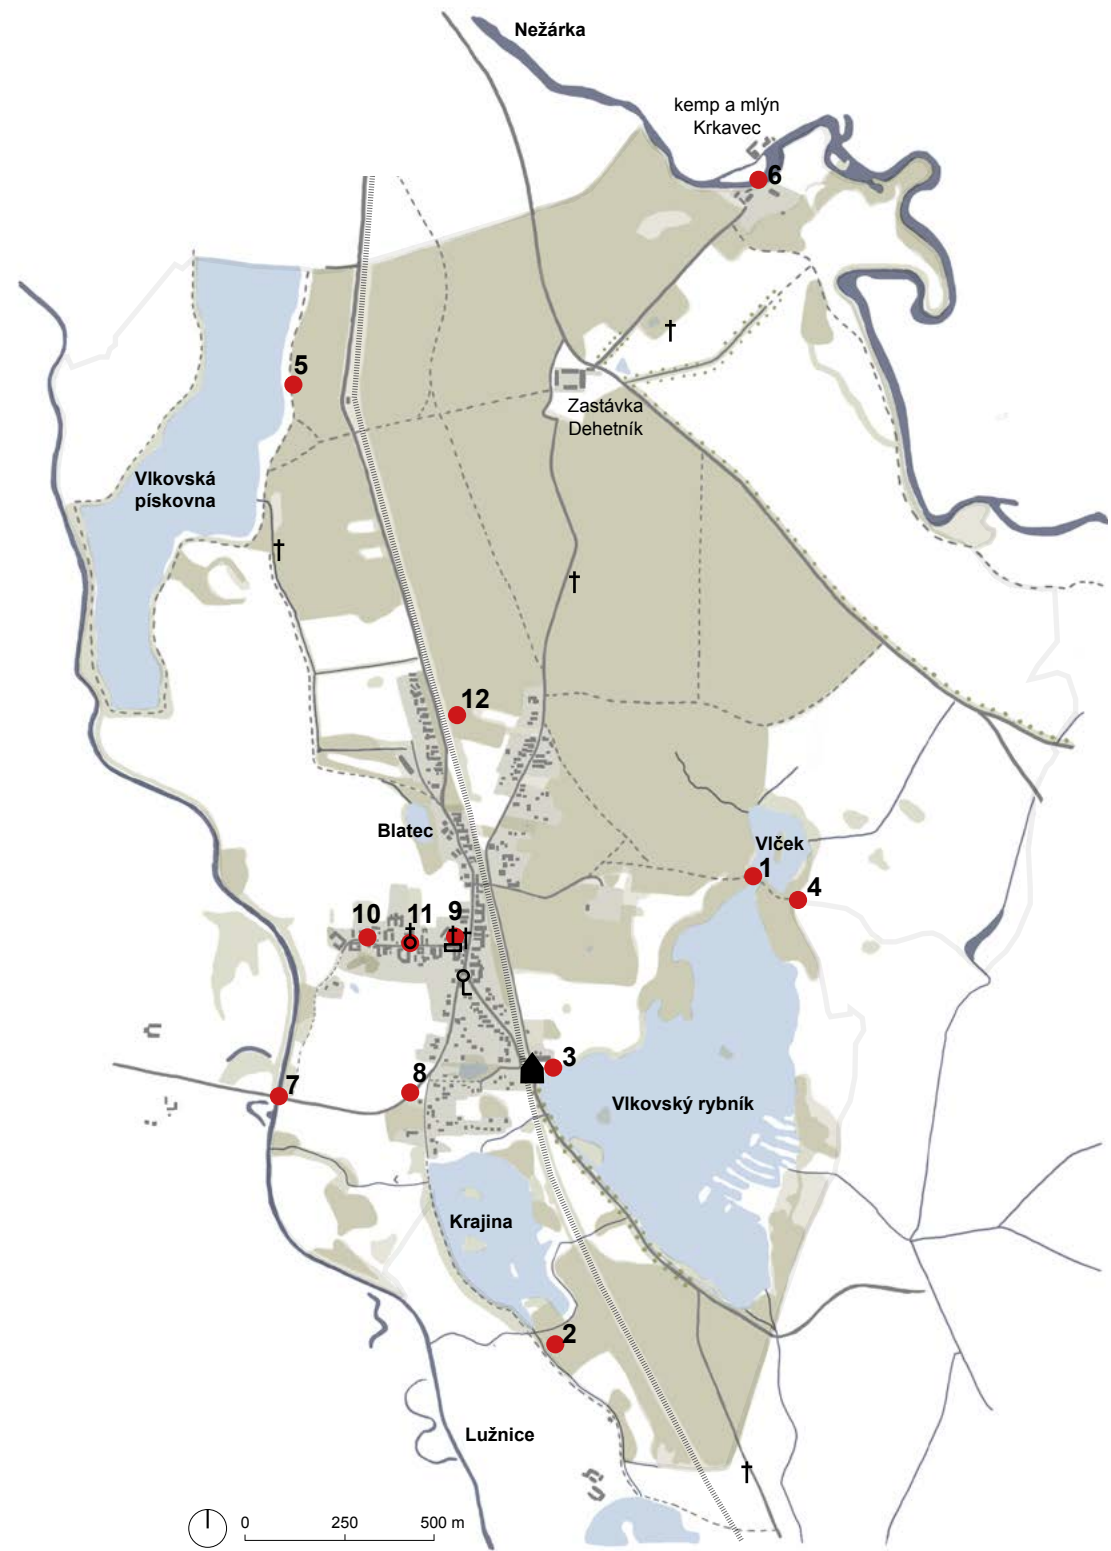 Nežárka
kemp a mlýn
Krkavec
6
5
Zastávka
Dehetník
Vlkovská
pískovna
12
Blatec
Vlček
1
4
10
11
9
3
8
7
Vlkovský rybník
Krajina
2
Lužnice
0 250 500 m